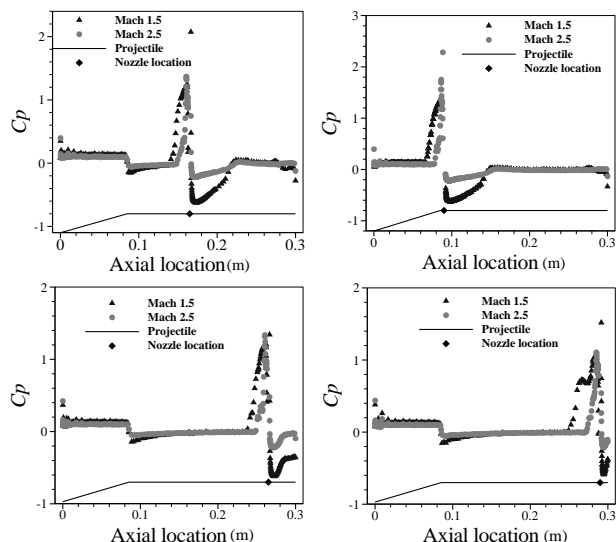 Mach 1.5
Mach 2.5
Projectile
Nozzle location
2
1
0
-1
Cp
0
0.1
0.2
0.3
Axial location (m)
Mach 1.5
Mach 2.5
Projectile
Nozzle location
3
2
1
0
-1
Cp
0
0.1
0.2
0.3
Axial location (m)
Mach 1.5
Mach 2.5
Projectile
Nozzle location
2
1
0
-1
Cp
0
0.1
0.2
0.3
Axial location (m)
Mach 1.5
Mach 2.5
Projectile
Nozzle location
2
1
0
-1
Cp
0
0.1
0.2
0.3
Axial location (m)